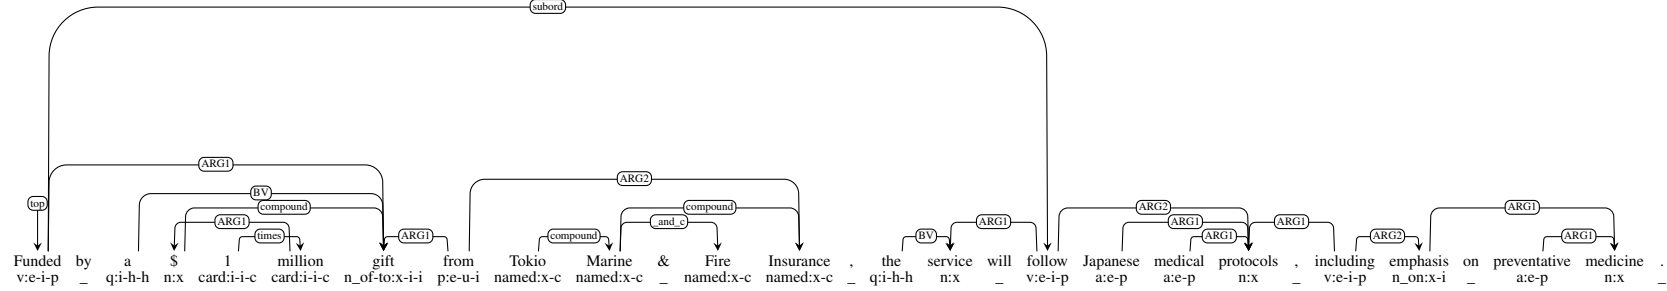 subord
ARG1
ARG2
top BV
compound compound ARG2 ARG1
ARG1 _and_c ARG1 ARG1 ARG1
times ARG1 compound BV ARG1 ARG2 ARG1
Funded by a $ 1 million gift from Tokio Marine & Fire Insurance , the service will follow Japanese medical protocols , including emphasis on preventative medicine .
v:e-i-p _ q:i-h-h n:x card:i-i-c card:i-i-c n_of-to:x-i-i p:e-u-i named:x-c named:x-c _ named:x-c named:x-c _ q:i-h-h n:x _ v:e-i-p a:e-p a:e-p n:x _ v:e-i-p n_on:x-i _ a:e-p n:x _